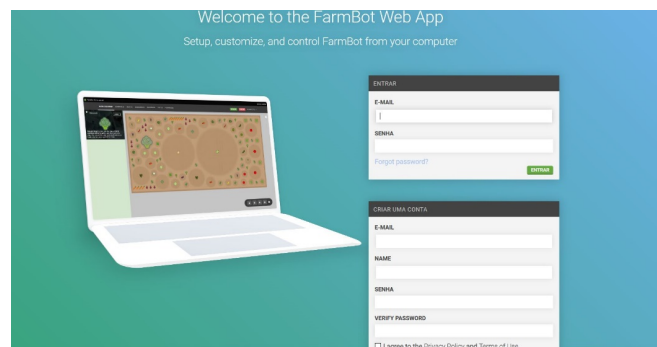 Welcome to the FarmBot Web App
Setup, customize, and control FarmBot from your computer
ENTRAR
E-MAIL
SENHA
Forgot password?
ENTRAR
CRIAR UMA CONTA
E-MAIL
NAME
SENHA
VERIFY PASSWORD
I agree to the Privacy Policy and Terms of Use